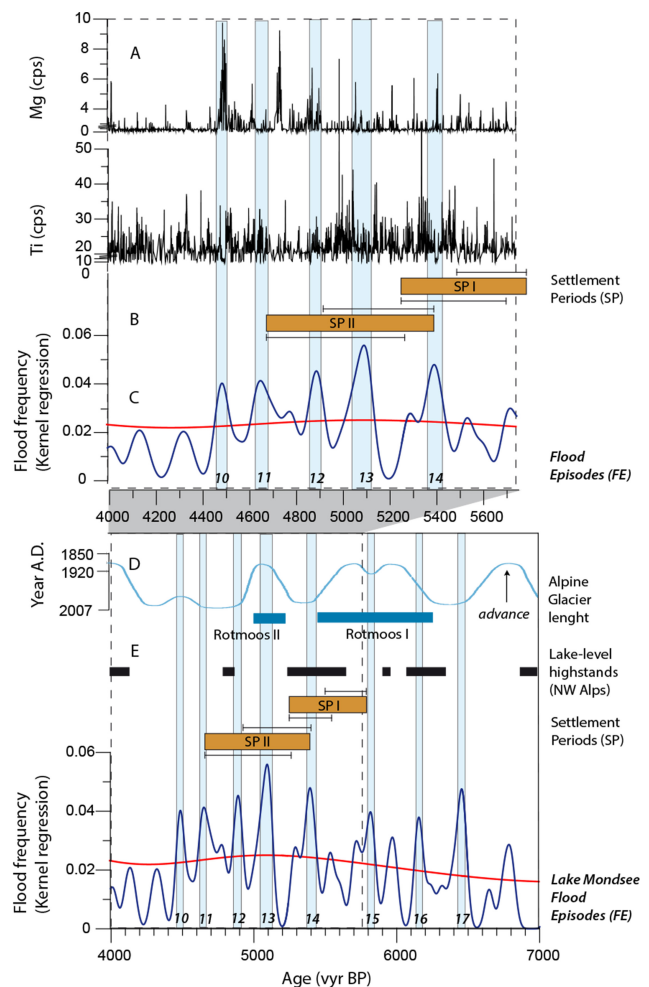 A
Mg (cps)
10
8
6
4
2
0
Ti (cps)
50
40
30
20
10
0
SP I
Settlement
Periods (SP)
B
SP II
C
Flood frequency
(Kernel regression)
0.06
0.04
0.02
0
10 11 12 13 14
Flood
Episodes (FE)
4000 4200 4400 4600 4800 5000 5200 5400 5600
D
Year A.D.
1850
1920
2007
advance
Alpine
Glacier
lenght
Rotmoos II
Rotmoos I
E
Lake-level
highstands
(NW Alps)
SP I
SP II
Settlement
Periods (SP)
Flood frequency
(Kernel regression)
0.06
0.04
0.02
0
10 11 12 13 14 15 16 17
Lake Mondsee
Flood
Episodes (FE)
4000 5000 6000 7000
Age (vyr BP)